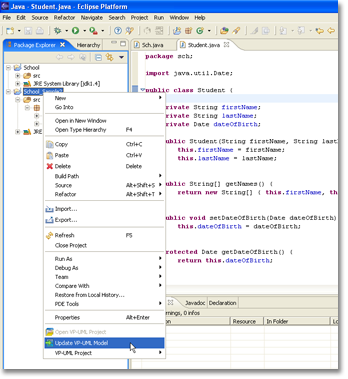 Java - Student.java - Eclipse Platform
File Edit Source Refactor Navigate Search Project Run Window Help
Java
Package Explorer Hierarchy
Sch.java Student.java
School
src
JRE System Library [jdk1.4]
src
JRE
New
Go Into
Open in New Window
Open Type Hierarchy F4
Copy Ctrl+C
Paste Ctrl+V
Delete Delete
Build Path
Source Alt+Shift+S
Refactor Alt+Shift+T
Import...
Export...
Refresh F5
Close Project
Run As
Debug As
Team
Compare With
Restore from Local History...
PDE Tools
Properties Alt+Enter
Open VP-UML Project
Update VP-UML Model
VP-UML Project
package sch;
import java.util.Date;
public class Student {
private String firstName;
private String lastName;
private Date dateOfBirth;
public Student(String firstName, String last
this.firstName = firstName;
this.lastName = lastName;
public String[] getNames() {
return new String[] { this.firstName, th
public void setDateOfBirth(Date dateOfBirth)
this.dateOfBirth = dateOfBirth;
protected Date getDateOfBirth() {
return this.dateOfBirth;
Javadoc Declaration
rnings, 0 infos
Resource In Folder